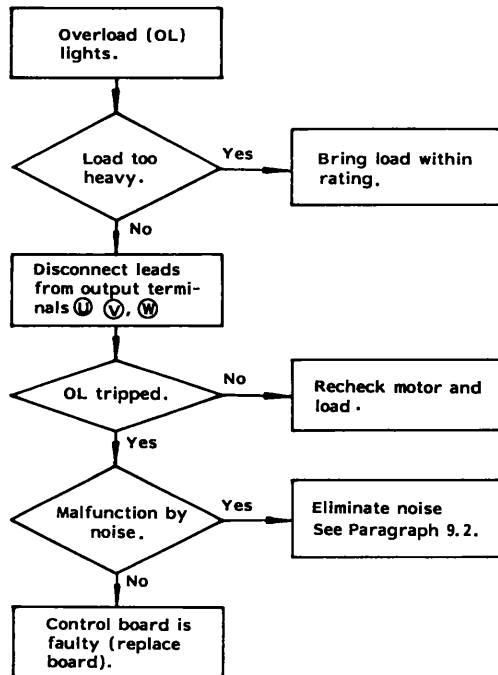 Overload (OL)
lights.
Load too
heavy.
Yes
Bring load within
rating.
No
Disconnect leads
from output termi-
nals Ⓤ Ⓥ, Ⓦ
OL tripped.
No
Recheck motor and
load.
Yes
Malfunction by
noise.
Yes
Eliminate noise
See Paragraph 9.2.
No
Control board is
faulty (replace
board).